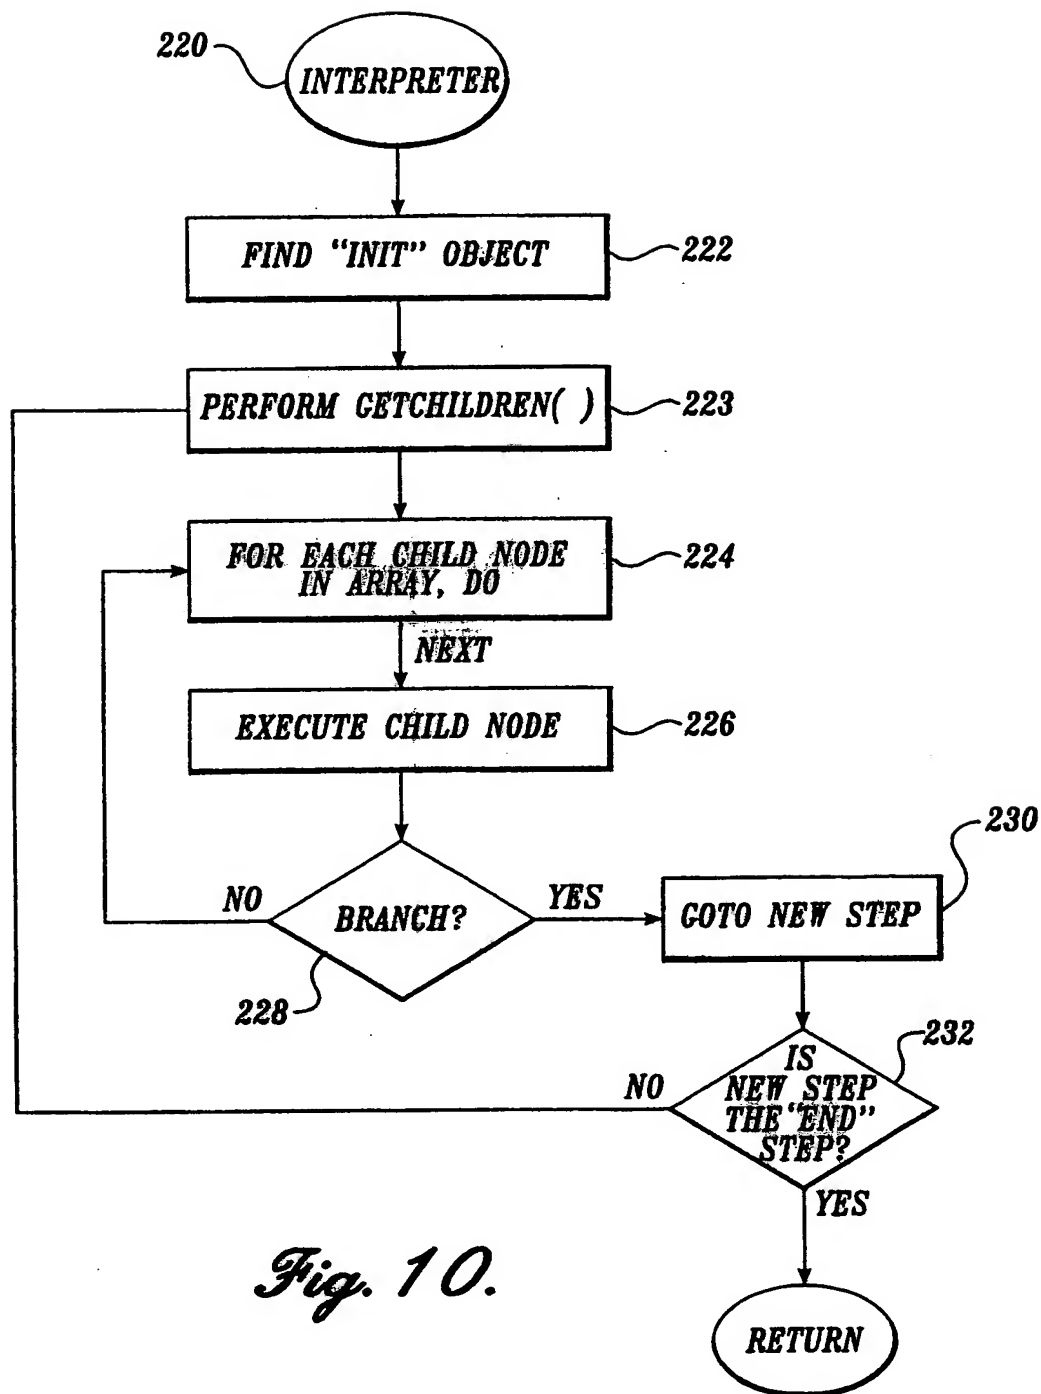 220
INTERPRETER
FIND "INIT" OBJECT
222
PERFORM GETCHILDREN( )
223
FOR EACH CHILD NODE
IN ARRAY, DO
224
NEXT
EXECUTE CHILD NODE
226
NO
BRANCH?
YES
228
GOTO NEW STEP
230
IS
NEW STEP
THE "END"
STEP?
232
NO
YES
RETURN
Fig. 10.